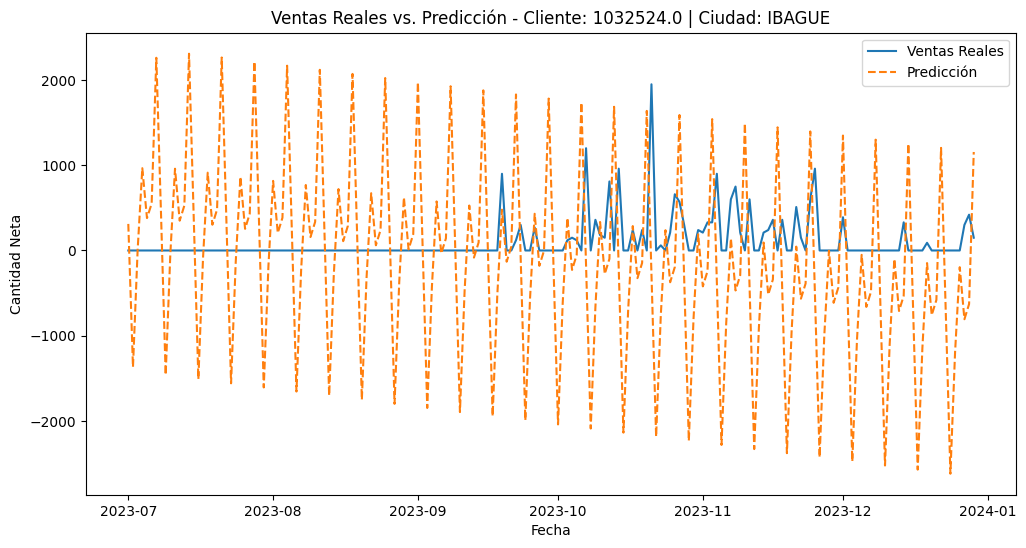 Ventas Reales vs. Predicción - Cliente: 1032524.0 | Ciudad: IBAGUE
Ventas Reales
Predicción
Cantidad Neta
2000
1000
0
−1000
−2000
2023-07 2023-08 2023-09 2023-10 2023-11 2023-12 2024-01
Fecha